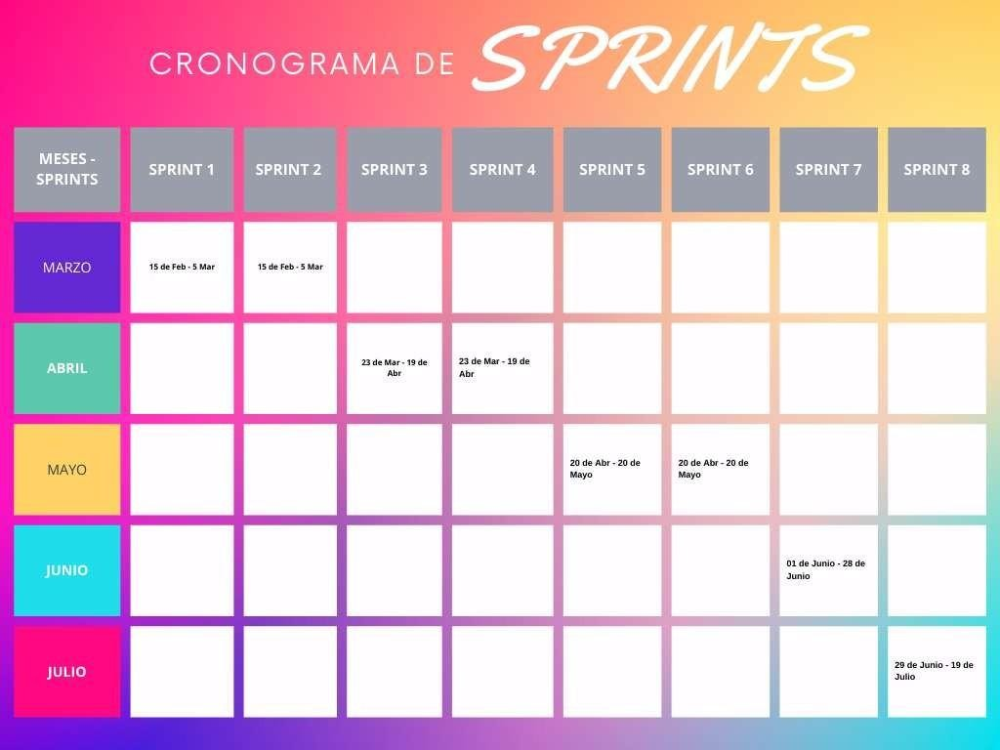 CRONOGRAMA DE SPRINTS
MESES -
SPRINTS
SPRINT 1
SPRINT 2
SPRINT 3
SPRINT 4
SPRINT 5
SPRINT 6
SPRINT 7
SPRINT 8
MARZO
15 de Feb - 5 Mar
15 de Feb - 5 Mar
ABRIL
23 de Mar - 19 de
Abr
23 de Mar - 19 de
Abr
MAYO
20 de Abr - 20 de
Mayo
20 de Abr - 20 de
Mayo
JUNIO
01 de Junio - 28 de
Junio
JULIO
29 de Junio - 19 de
Julio